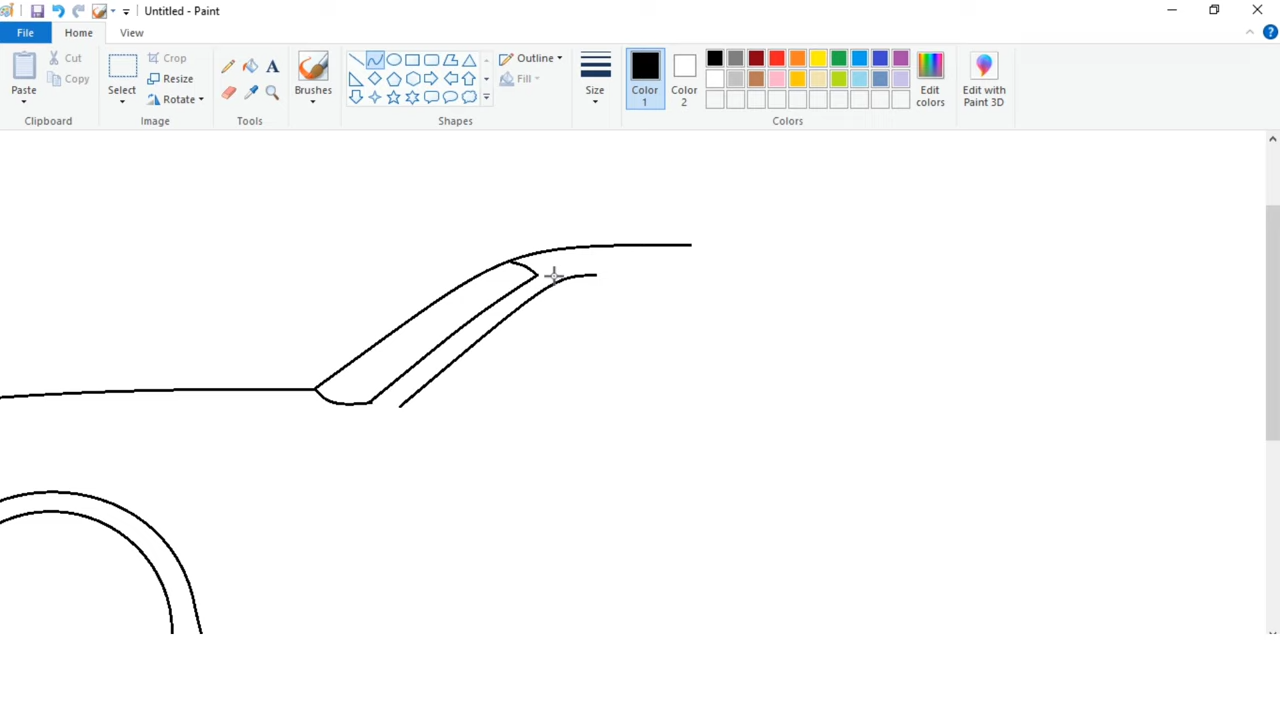 Untitled - Paint
File Home View
Paste
Cut
Copy
Clipboard
Select
Crop
Resize
Rotate
Image
A
Tools
Brushes
Outline
Fill
Shapes
Size
Color 1
Color 2
Edit colors
Colors
Edit with Paint 3D
?